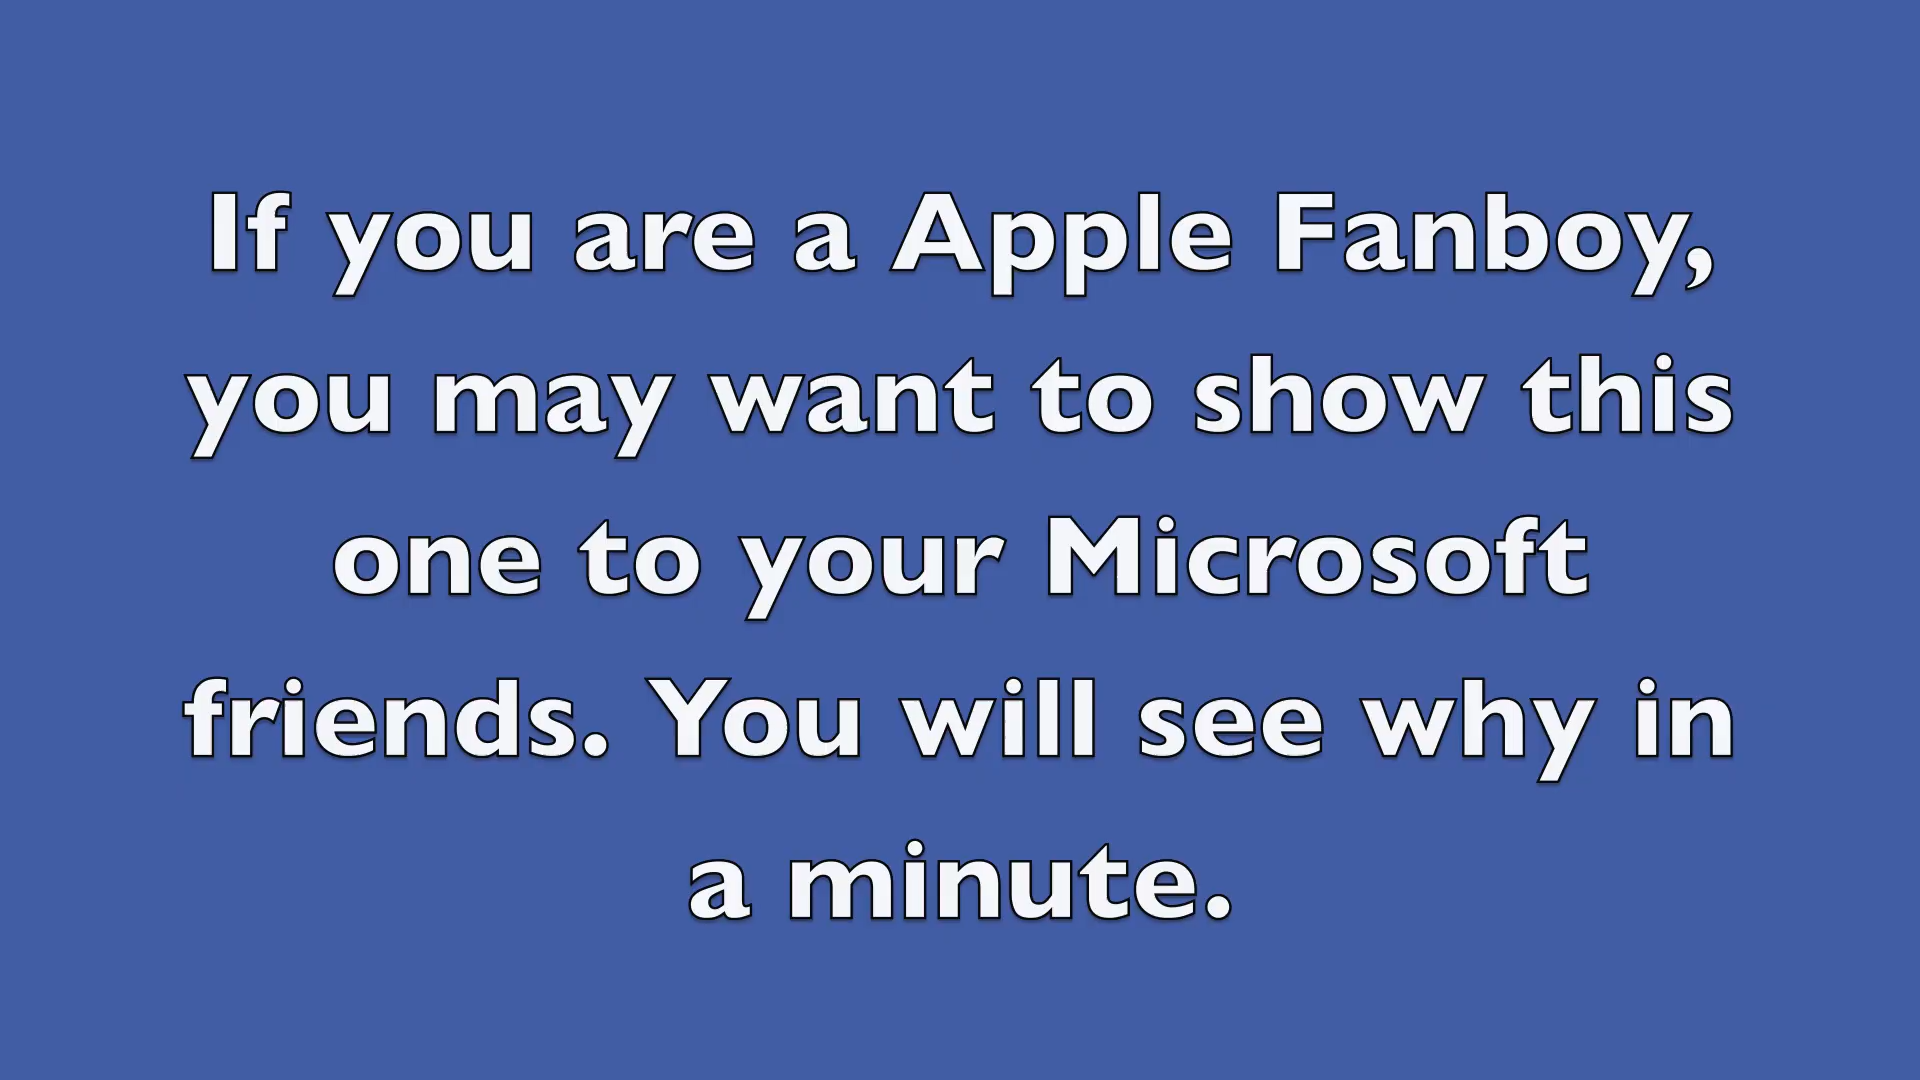 If you are a Apple Fanboy,
you may want to show this
one to your Microsoft
friends. You will see why in
a minute.